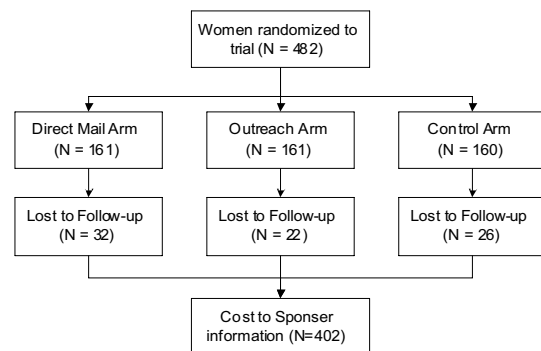 Women randomized to
trial (N = 482)
Direct Mail Arm
(N = 161)
Outreach Arm
(N = 161)
Control Arm
(N = 160)
Lost to Follow-up
(N = 32)
Lost to Follow-up
(N = 22)
Lost to Follow-up
(N = 26)
Cost to Sponser
information (N=402)